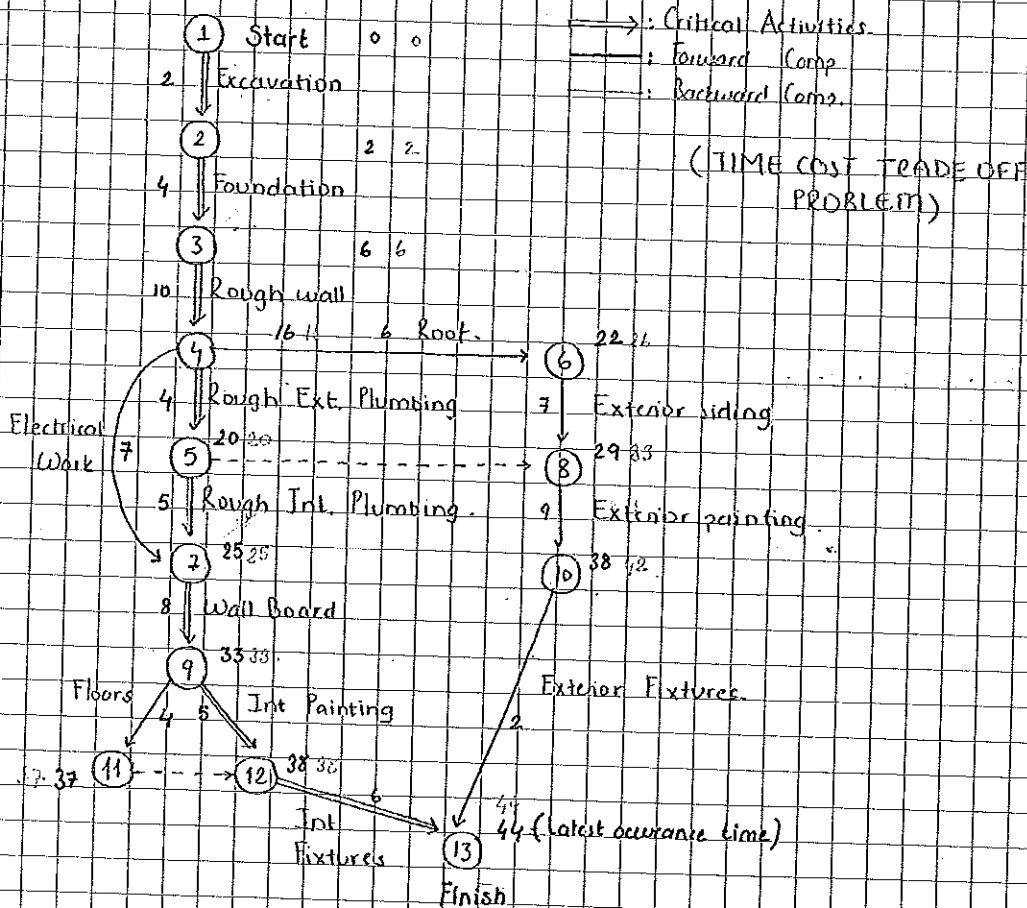 1 Start 0 0
: Critical Activities
: Forward Comp
: Backward Comp.
2 Excavation
2 2 2
(TIME COST TRADE OFF
PROBLEM)
4 Foundation
3 6 6
10 Rough wall
4 16 6 Roof. 6 22
4 Rough Ext. Plumbing
7 Exterior siding
Electrical
Work 7
5 20 20 8 29 33
5 Rough Int. Plumbing.
9 Exterior painting.
7 25 25 10 38 42
8 Wall Board
9 33 33
Floors 4 5 Int Painting
Exterior Fixtures.
2
37 11 12 38 38
6
Int
Fixtures
44
44 (latest occurance time)
13
Finish